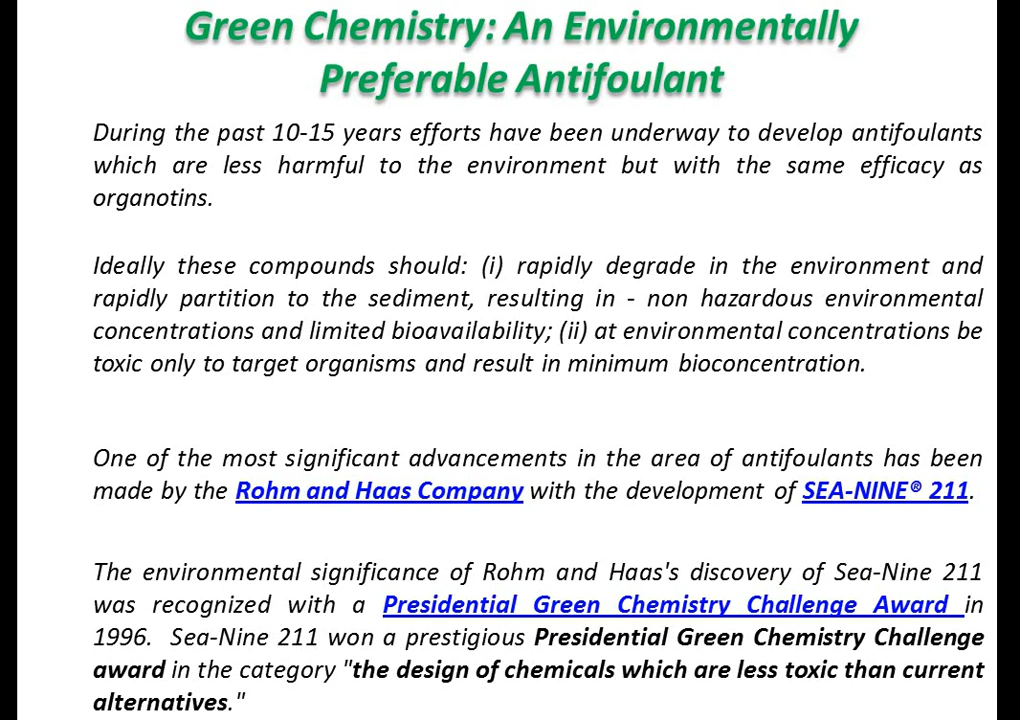 Green Chemistry: An Environmentally
Preferable Antifoulant
During the past 10-15 years efforts have been underway to develop antifoulants
which are less harmful to the environment but with the same efficacy as
organotins.
Ideally these compounds should: (i) rapidly degrade in the environment and
rapidly partition to the sediment, resulting in - non hazardous environmental
concentrations and limited bioavailability; (ii) at environmental concentrations be
toxic only to target organisms and result in minimum bioconcentration.
One of the most significant advancements in the area of antifoulants has been
made by the Rohm and Haas Company with the development of SEA-NINE® 211.
The environmental significance of Rohm and Haas's discovery of Sea-Nine 211
was recognized with a Presidential Green Chemistry Challenge Award in
1996. Sea-Nine 211 won a prestigious Presidential Green Chemistry Challenge
award in the category "the design of chemicals which are less toxic than current
alternatives."